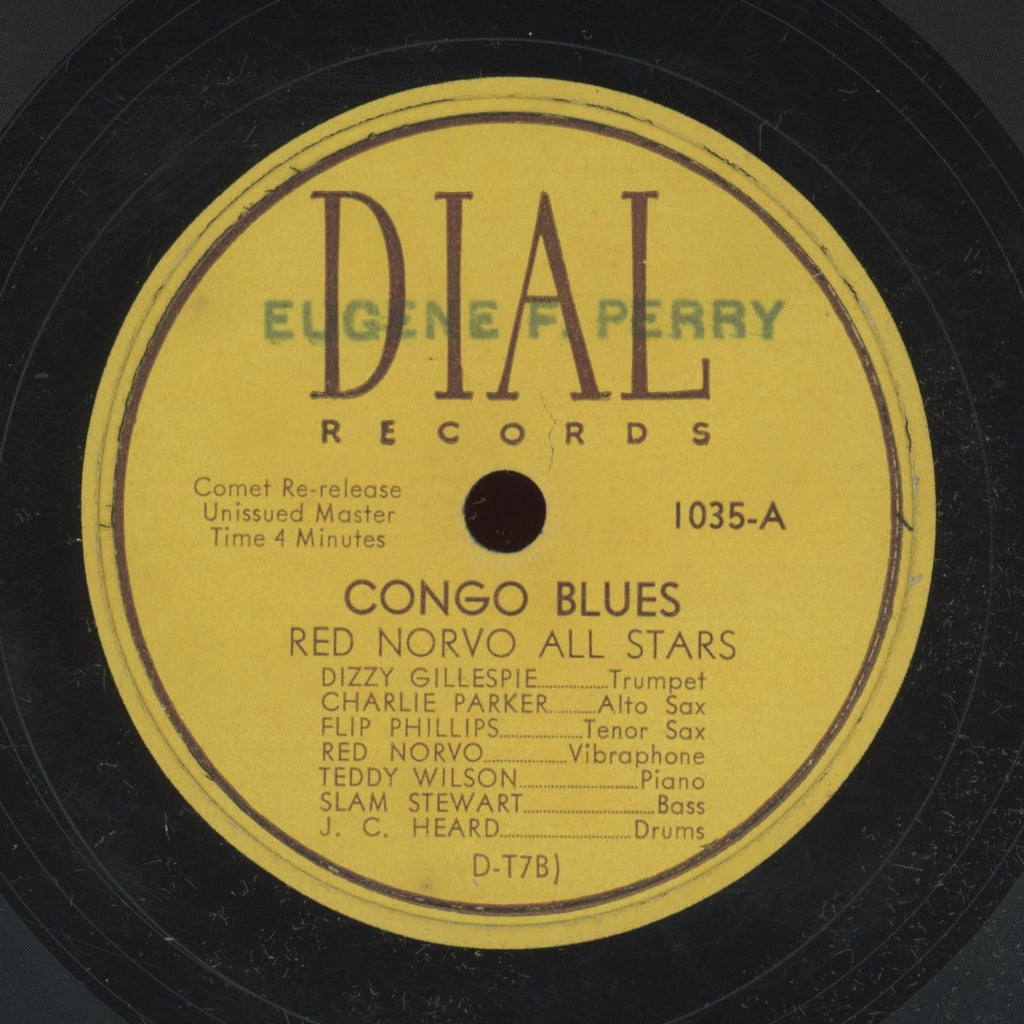 DIAL
EUGENE F. PERRY
RECORDS
Comet Re-release
Unissued Master
Time 4 Minutes
1035-A
CONGO BLUES
RED NORVO ALL STARS
DIZZY GILLESPIE..............Trumpet
CHARLIE PARKER..........Alto Sax
FLIP PHILLIPS.................Tenor Sax
RED NORVO.................Vibraphone
TEDDY WILSON........................Piano
SLAM STEWART...........................Bass
J. C. HEARD...........................Drums
D-T7B)